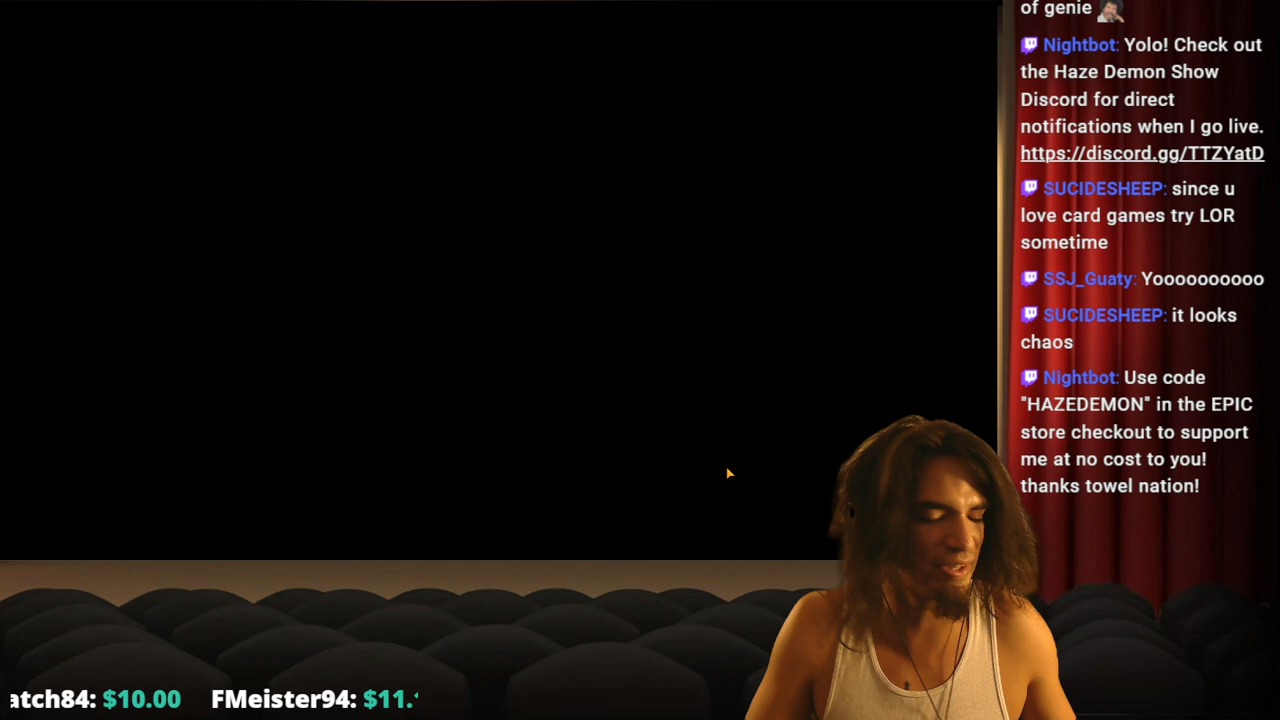 of genie
Nightbot: Yolo! Check out
the Haze Demon Show
Discord for direct
notifications when I go live.
https://discord.gg/TTZYatD
SUCIDESHEEP: since u
love card games try LOR
sometime
SSJ_Guaty: Yoooooooooo
SUCIDESHEEP: it looks
chaos
Nightbot: Use code
"HAZEDEMON" in the EPIC
store checkout to support
me at no cost to you!
thanks towel nation!
atch84: $10.00 FMeister94: $11.